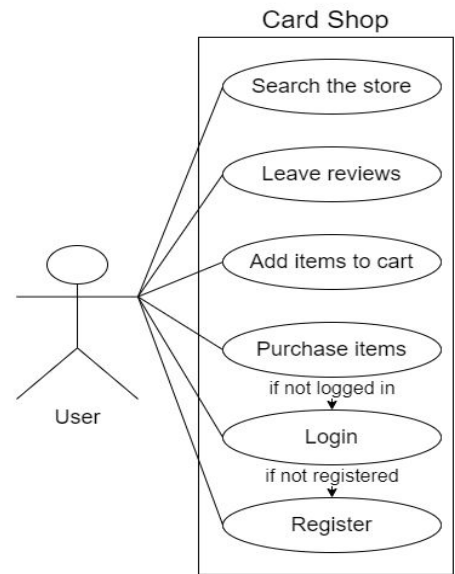 Card Shop
Search the store
Leave reviews
Add items to cart
Purchase items
if not logged in
Login
if not registered
Register
User